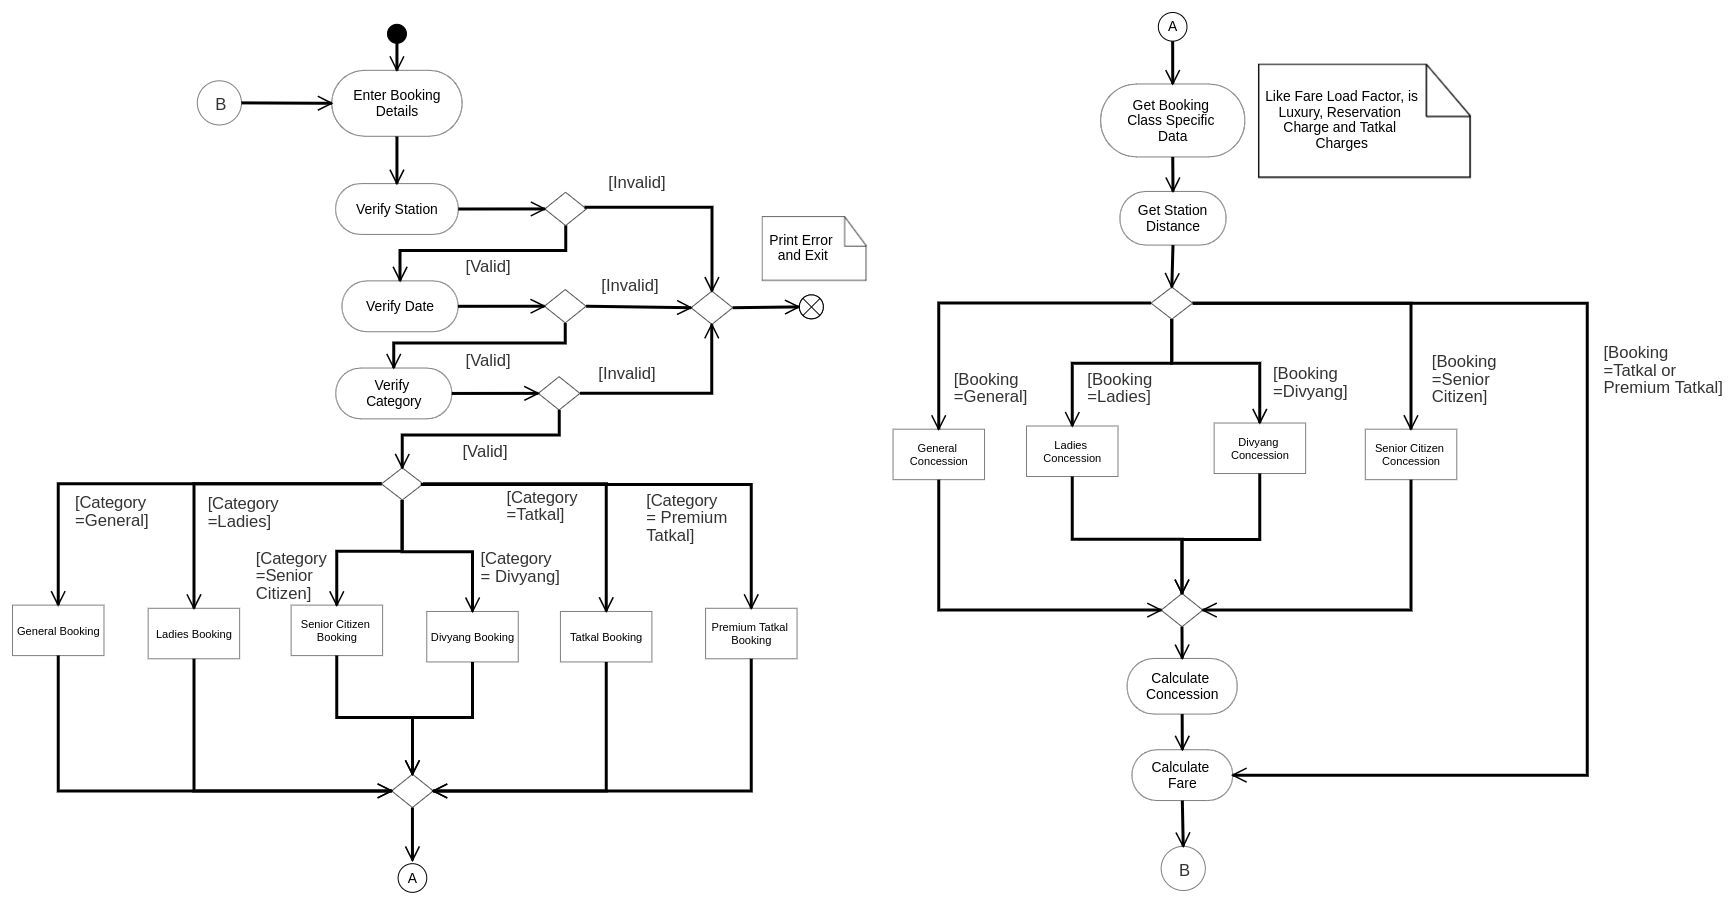 B
Enter Booking
Details
Verify Station
[Invalid]
[Valid]
Verify Date
[Invalid]
Print Error
and Exit
[Valid]
Verify
Category
[Invalid]
[Valid]
[Category
=General]
[Category
=Ladies]
[Category
=Senior
Citizen]
[Category
= Divyang]
[Category
=Tatkal]
[Category
= Premium
Tatkal]
General Booking
Ladies Booking
Senior Citizen
Booking
Divyang Booking
Tatkal Booking
Premium Tatkal
Booking
A
A
Get Booking
Class Specific
Data
Like Fare Load Factor, is
Luxury, Reservation
Charge and Tatkal
Charges
Get Station
Distance
[Booking
=General]
[Booking
=Ladies]
[Booking
=Divyang]
[Booking
=Senior
Citizen]
[Booking
=Tatkal or
Premium Tatkal]
General
Concession
Ladies
Concession
Divyang
Concession
Senior Citizen
Concession
Calculate
Concession
Calculate
Fare
B